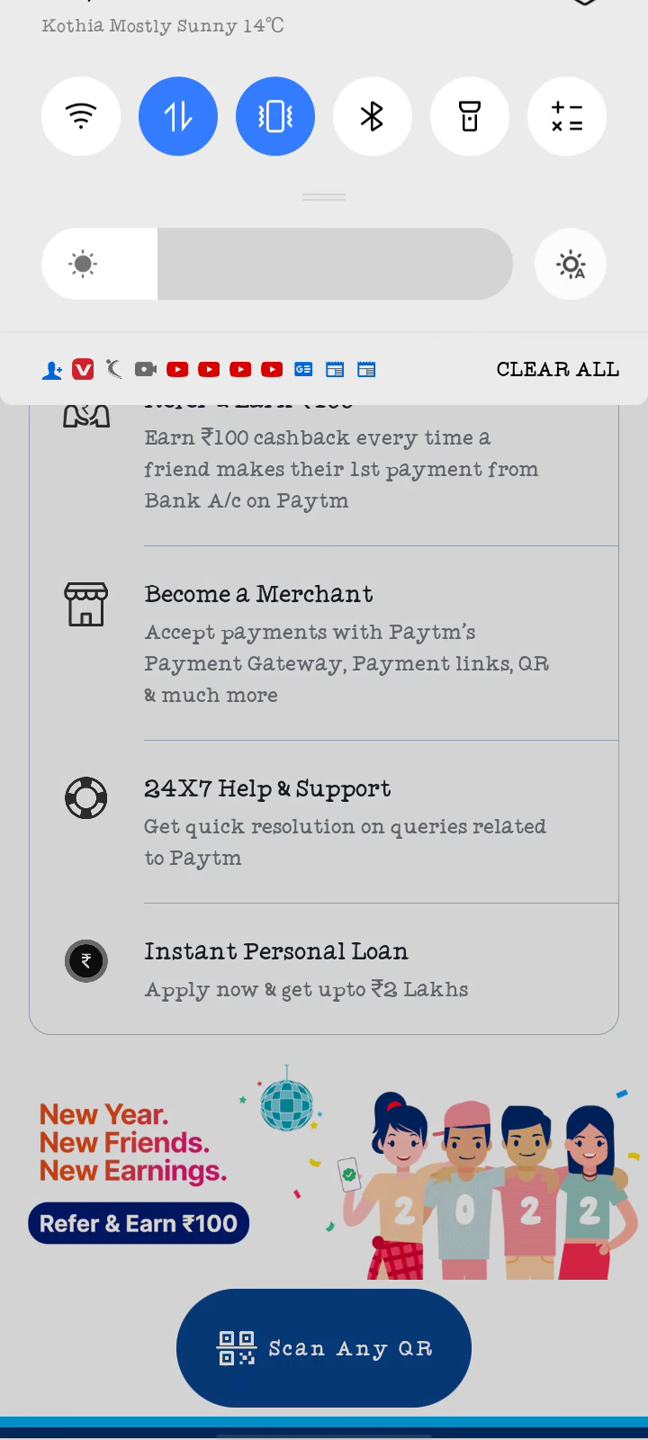 Kothia Mostly Sunny 14℃
CLEAR ALL
Refer & Earn ₹100
Earn ₹100 cashback every time a
friend makes their 1st payment from
Bank A/c on Paytm
Become a Merchant
Accept payments with Paytm's
Payment Gateway, Payment links, QR
& much more
24X7 Help & Support
Get quick resolution on queries related
to Paytm
Instant Personal Loan
Apply now & get upto ₹2 Lakhs
New Year.
New Friends.
New Earnings.
Refer & Earn ₹100
2 0 2 2
Scan Any QR